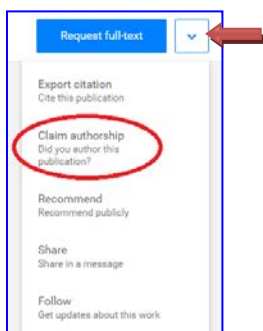 Request full-text
Export citation
Cite this publication
Claim authorship
Did you author this
publication?
Recommend
Recommend publicly
Share
Share in a message
Follow
Get updates about this work